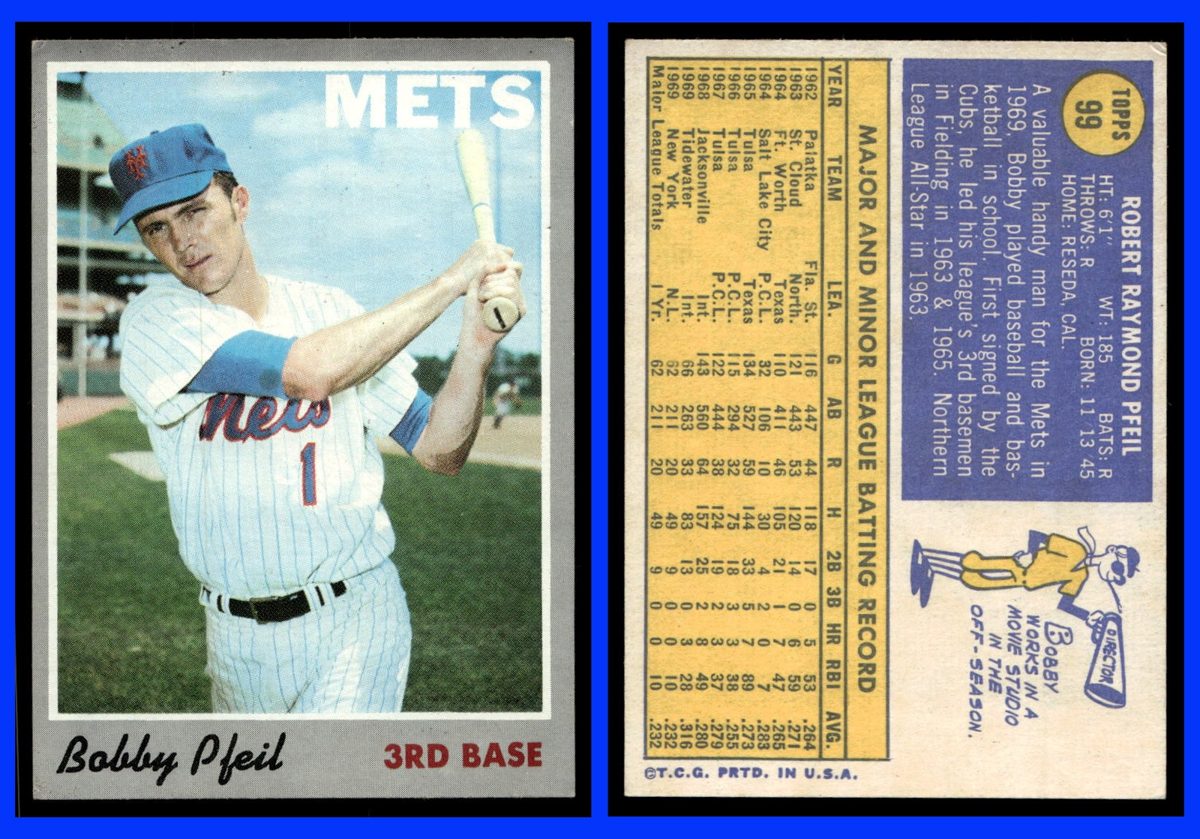 METS
NY
Mets
1
Bobby Pfeil
3RD BASE
TOPPS
99
ROBERT RAYMOND PFEIL
HT: 6'1" WT: 185 BATS: R
THROWS: R BORN: 11 13 45
HOME: RESEDA, CAL.
A valuable handy man for the Mets in
1969, Bobby played baseball and bas-
ketball in school. First signed by the
Cubs, he led his league's 3rd basemen
in Fielding in 1963 & 1965. Northern
League All-Star in 1963.
DIRECTOR
BOBBY
WORKS IN A
MOVIE STUDIO
IN THE
OFF-SEASON.
MAJOR AND MINOR LEAGUE BATTING RECORD
YEAR TEAM LEA. G AB R H 2B 3B HR RBI AVG.
1962 Palatka Fla. St. 116 447 44 118 17 0 5 53 .264
1963 St. Cloud North. 121 443 53 120 14 0 6 59 .271
1964 Ft. Worth Texas 110 411 46 105 21 1 7 47 .265
1964 Salt Lake City P.C.L. 32 106 10 30 4 2 0 7 .283
1965 Tulsa Texas 134 527 59 144 33 5 7 89 .273
1966 Tulsa P.C.L. 115 294 32 75 18 3 5 38 .255
1967 Tulsa P.C.L. 122 444 38 124 19 5 2 37 .279
1968 Jacksonville Int. 143 560 64 157 25 2 8 49 .280
1969 Tidewater Int. 66 263 33 83 13 0 3 28 .316
1969 New York N.L. 62 211 20 49 9 0 0 10 .232
Major League Totals 1 Yr. 62 211 20 49 9 0 0 10 .232
©T.C.G. PRTD. IN U.S.A.